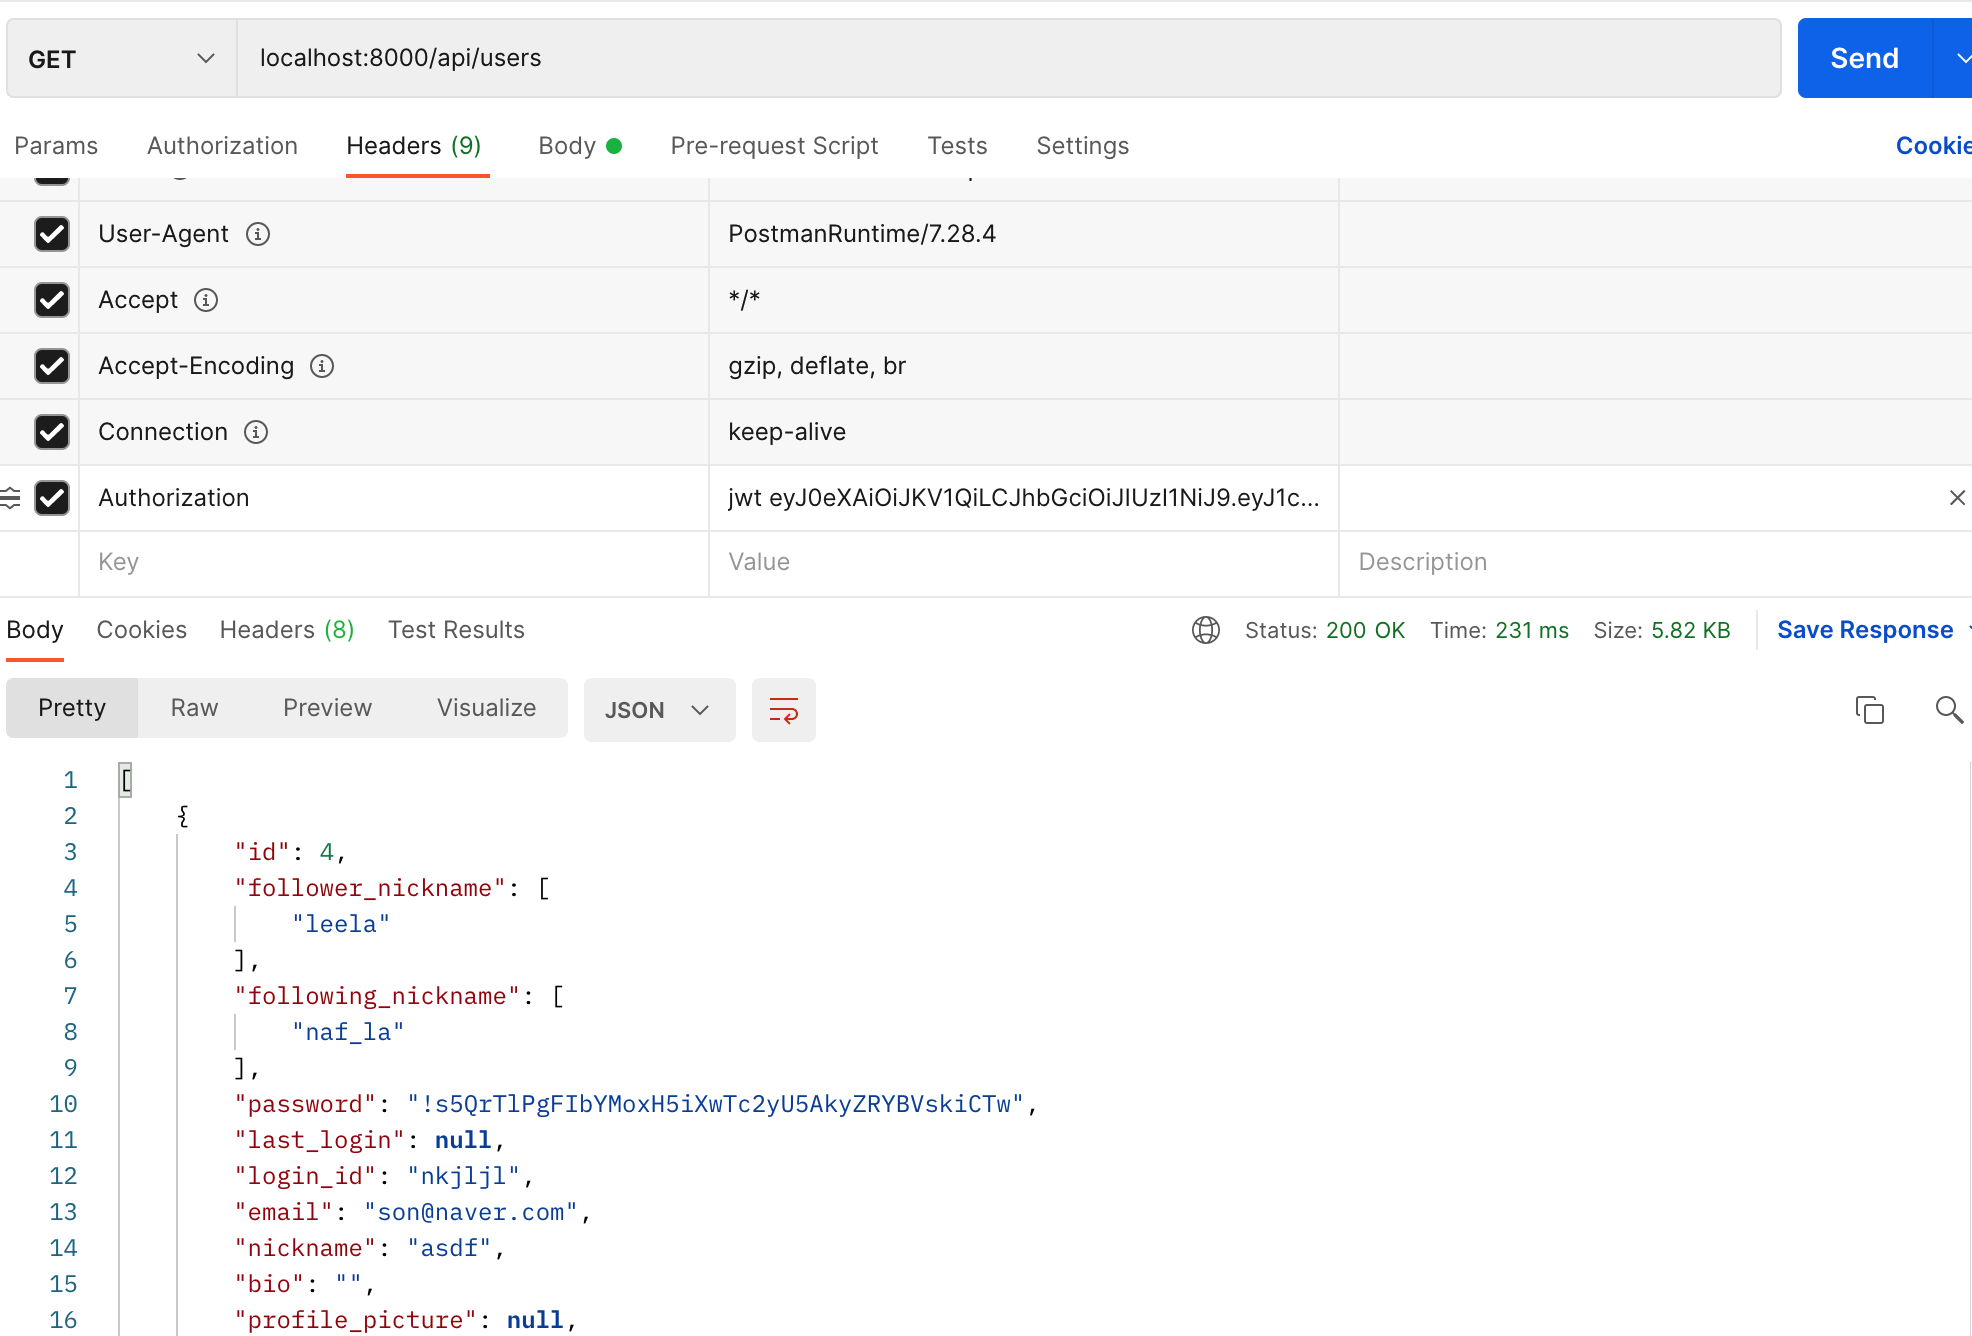 GET localhost:8000/api/users Send
Params Authorization Headers (9) Body Pre-request Script Tests Settings Cookie
User-Agent PostmanRuntime/7.28.4
Accept */*
Accept-Encoding gzip, deflate, br
Connection keep-alive
Authorization jwt eyJ0eXAiOiJKV1QiLCJhbGciOiJIUzI1NiJ9.eyJ1c...
Key Value Description
Body Cookies Headers (8) Test Results Status: 200 OK Time: 231 ms Size: 5.82 KB Save Response
Pretty Raw Preview Visualize JSON
1 [
2 {
3 "id": 4,
4 "follower_nickname": [
5 "leela"
6 ],
7 "following_nickname": [
8 "naf_la"
9 ],
10 "password": "!s5QrTlPgFIbYMoxH5iXwTc2yU5AkyZRYBVskiCTw",
11 "last_login": null,
12 "login_id": "nkjljl",
13 "email": "son@naver.com",
14 "nickname": "asdf",
15 "bio": "",
16 "profile_picture": null,